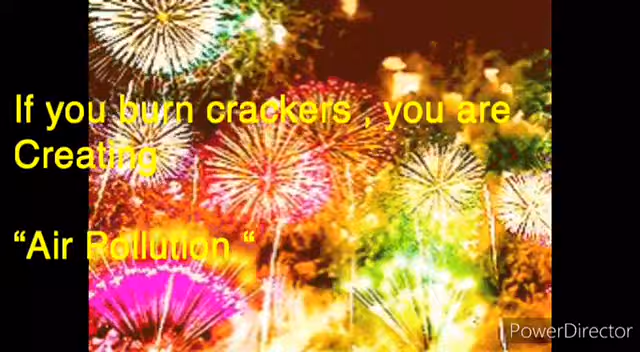 If you burn crackers , you are
Creating
“Air Pollution “
PowerDirector